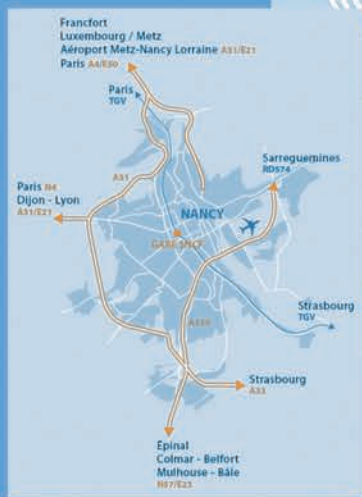 Francfort
Luxembourg / Metz
Aéroport Metz-Nancy Lorraine A31/E21
Paris A4/E50
Paris
TGV
A31
Sarreguemines
RD674
Paris N4
Dijon - Lyon
A31/E21
NANCY
GARE SNCF
Strasbourg
TGV
A330
Strasbourg
A33
Épinal
Colmar - Belfort
Mulhouse - Bâle
N57/E23